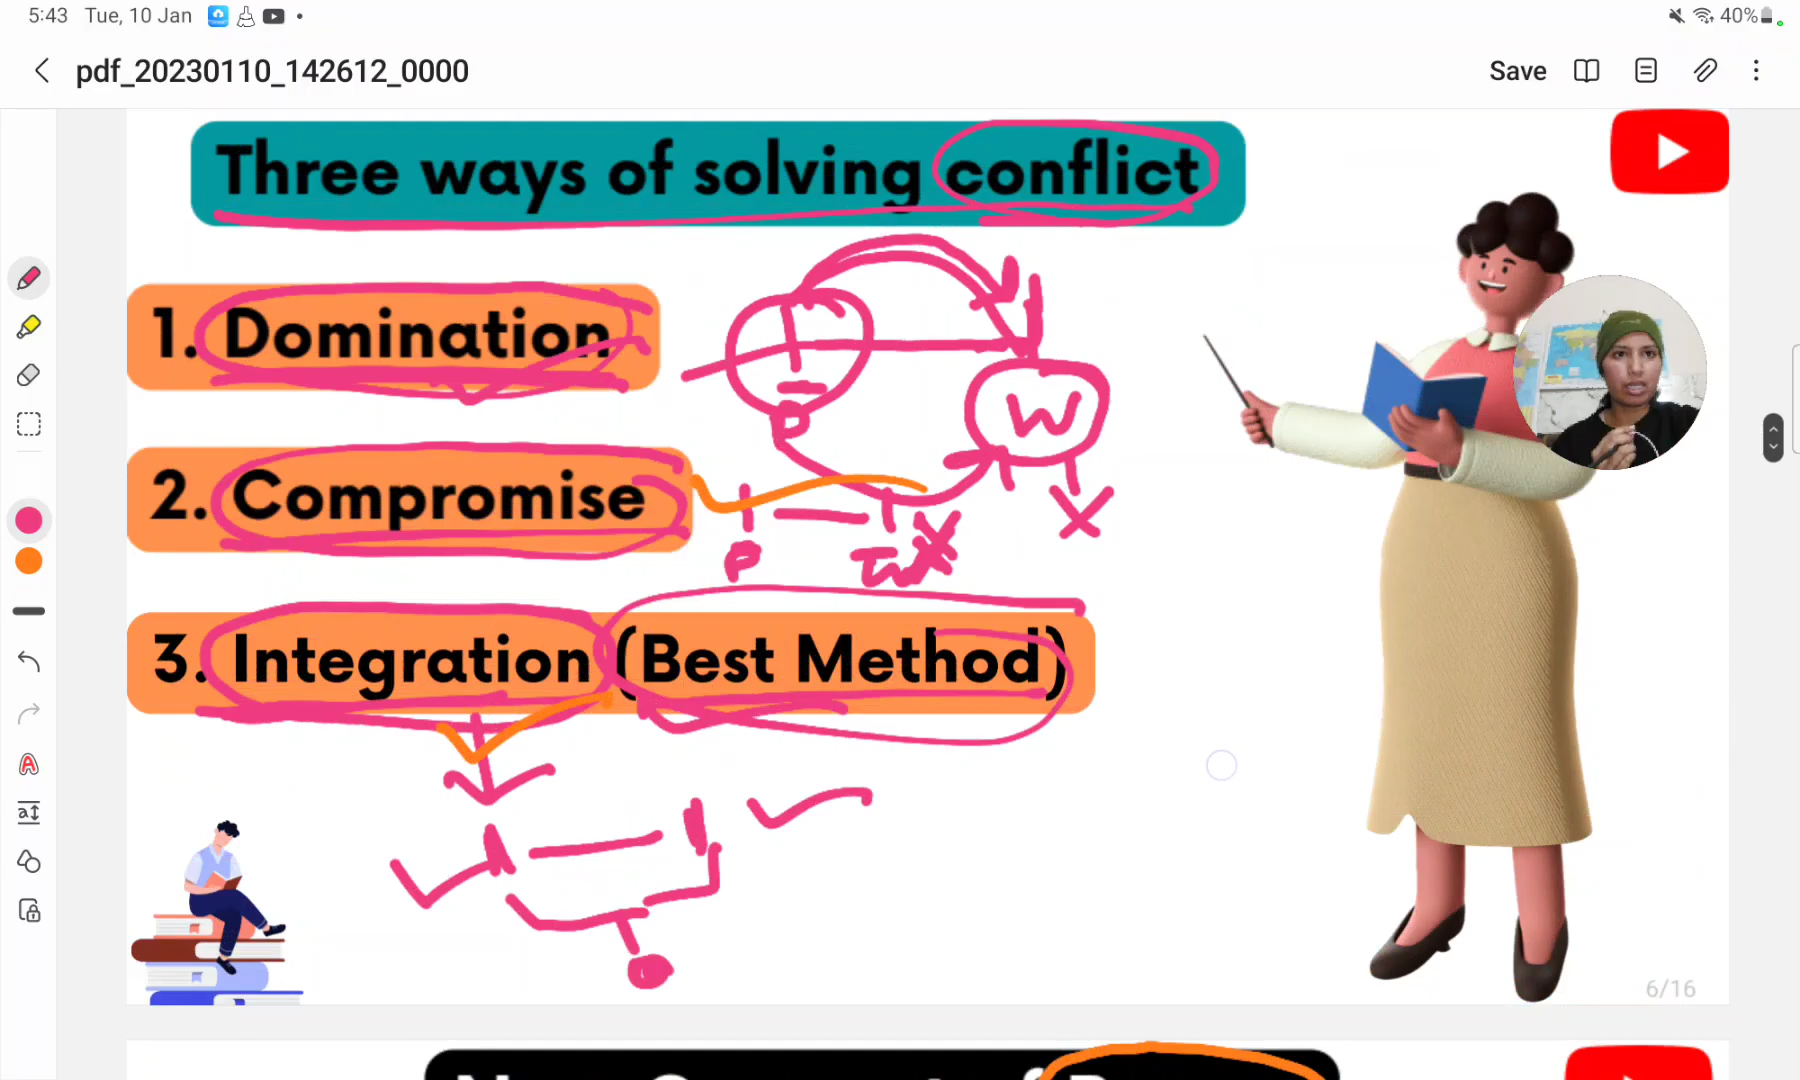 5:43 Tue, 10 Jan
40%
pdf_20230110_142612_0000
Save
Three ways of solving conflict
1. Domination
W
2. Compromise
P
3. Integration (Best Method)
6/16